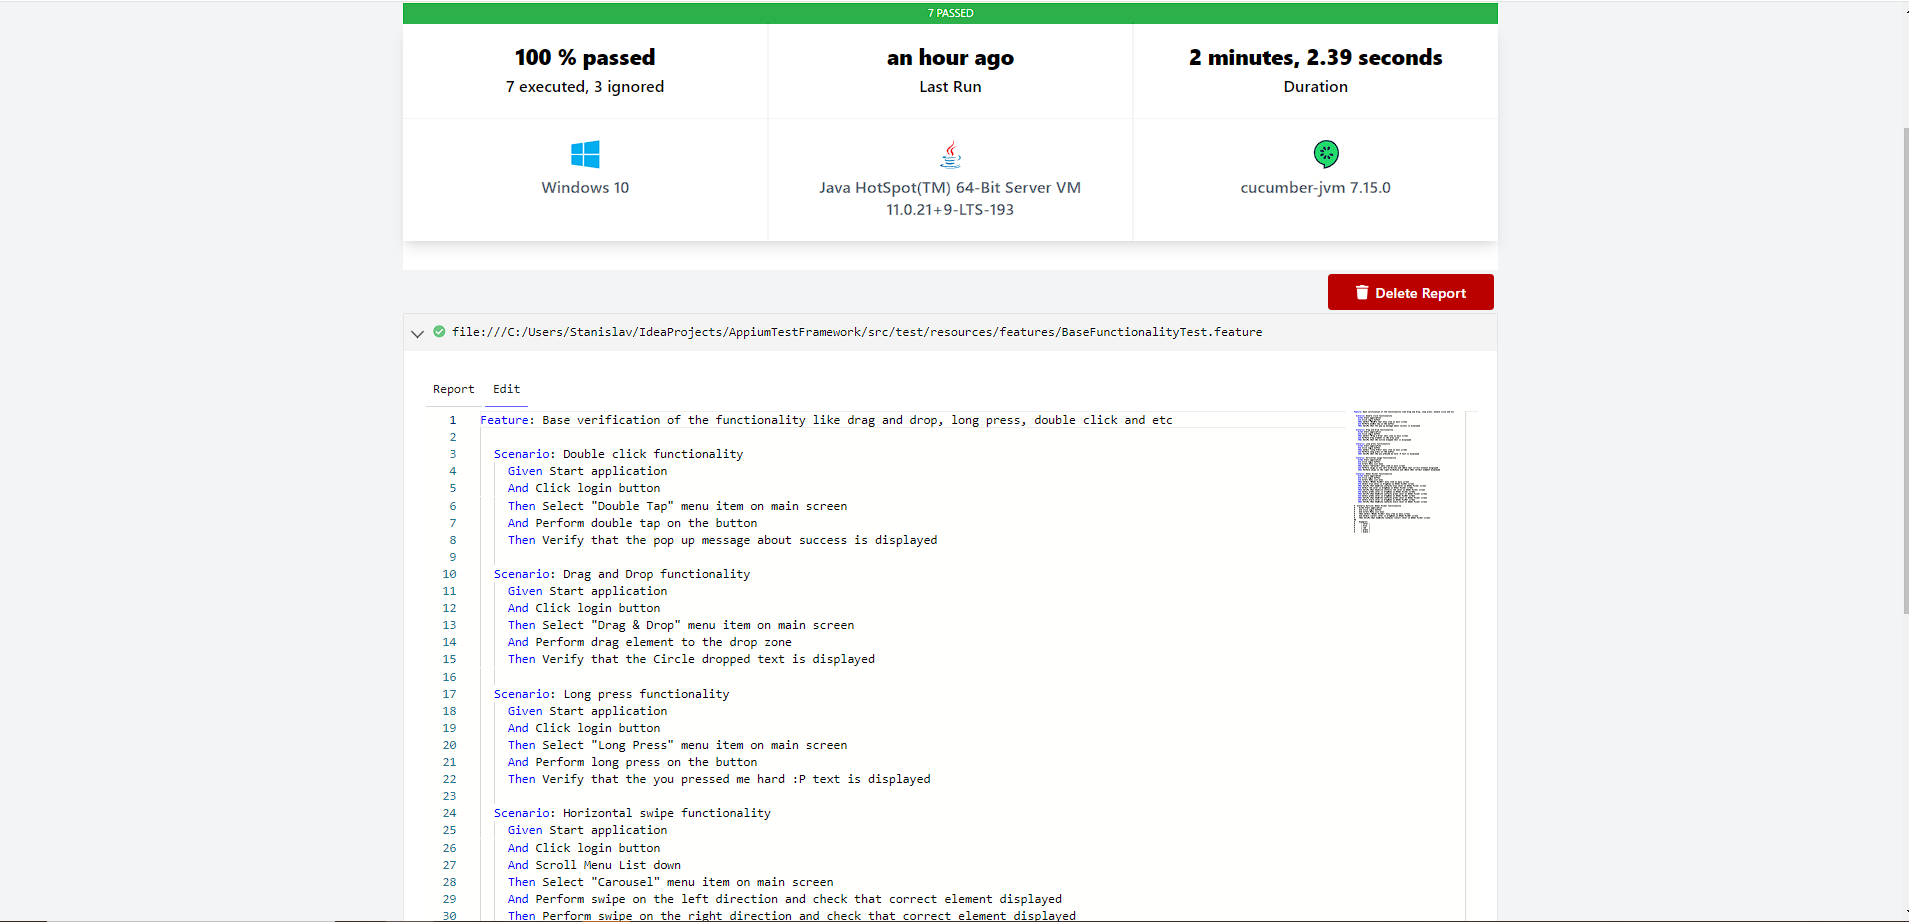 7 PASSED
100 % passed
7 executed, 3 ignored
an hour ago
Last Run
2 minutes, 2.39 seconds
Duration
Windows 10
Java HotSpot(TM) 64-Bit Server VM
11.0.21+9-LTS-193
cucumber-jvm 7.15.0
Delete Report
file:///C:/Users/Stanislav/IdeaProjects/AppiumTestFramework/src/test/resources/features/BaseFunctionalityTest.feature
Report Edit
1 Feature: Base verification of the functionality like drag and drop, long press, double click and etc
2
3 Scenario: Double click functionality
4 Given Start application
5 And Click login button
6 Then Select "Double Tap" menu item on main screen
7 And Perform double tap on the button
8 Then Verify that the pop up message about success is displayed
9
10 Scenario: Drag and Drop functionality
11 Given Start application
12 And Click login button
13 Then Select "Drag & Drop" menu item on main screen
14 And Perform drag element to the drop zone
15 Then Verify that the Circle dropped text is displayed
16
17 Scenario: Long press functionality
18 Given Start application
19 And Click login button
20 Then Select "Long Press" menu item on main screen
21 And Perform long press on the button
22 Then Verify that the you pressed me hard :P text is displayed
23
24 Scenario: Horizontal swipe functionality
25 Given Start application
26 And Click login button
27 And Scroll Menu List down
28 Then Select "Carousel" menu item on main screen
29 And Perform swipe on the left direction and check that correct element displayed
30 Then Perform swipe on the right direction and check that correct element displayed